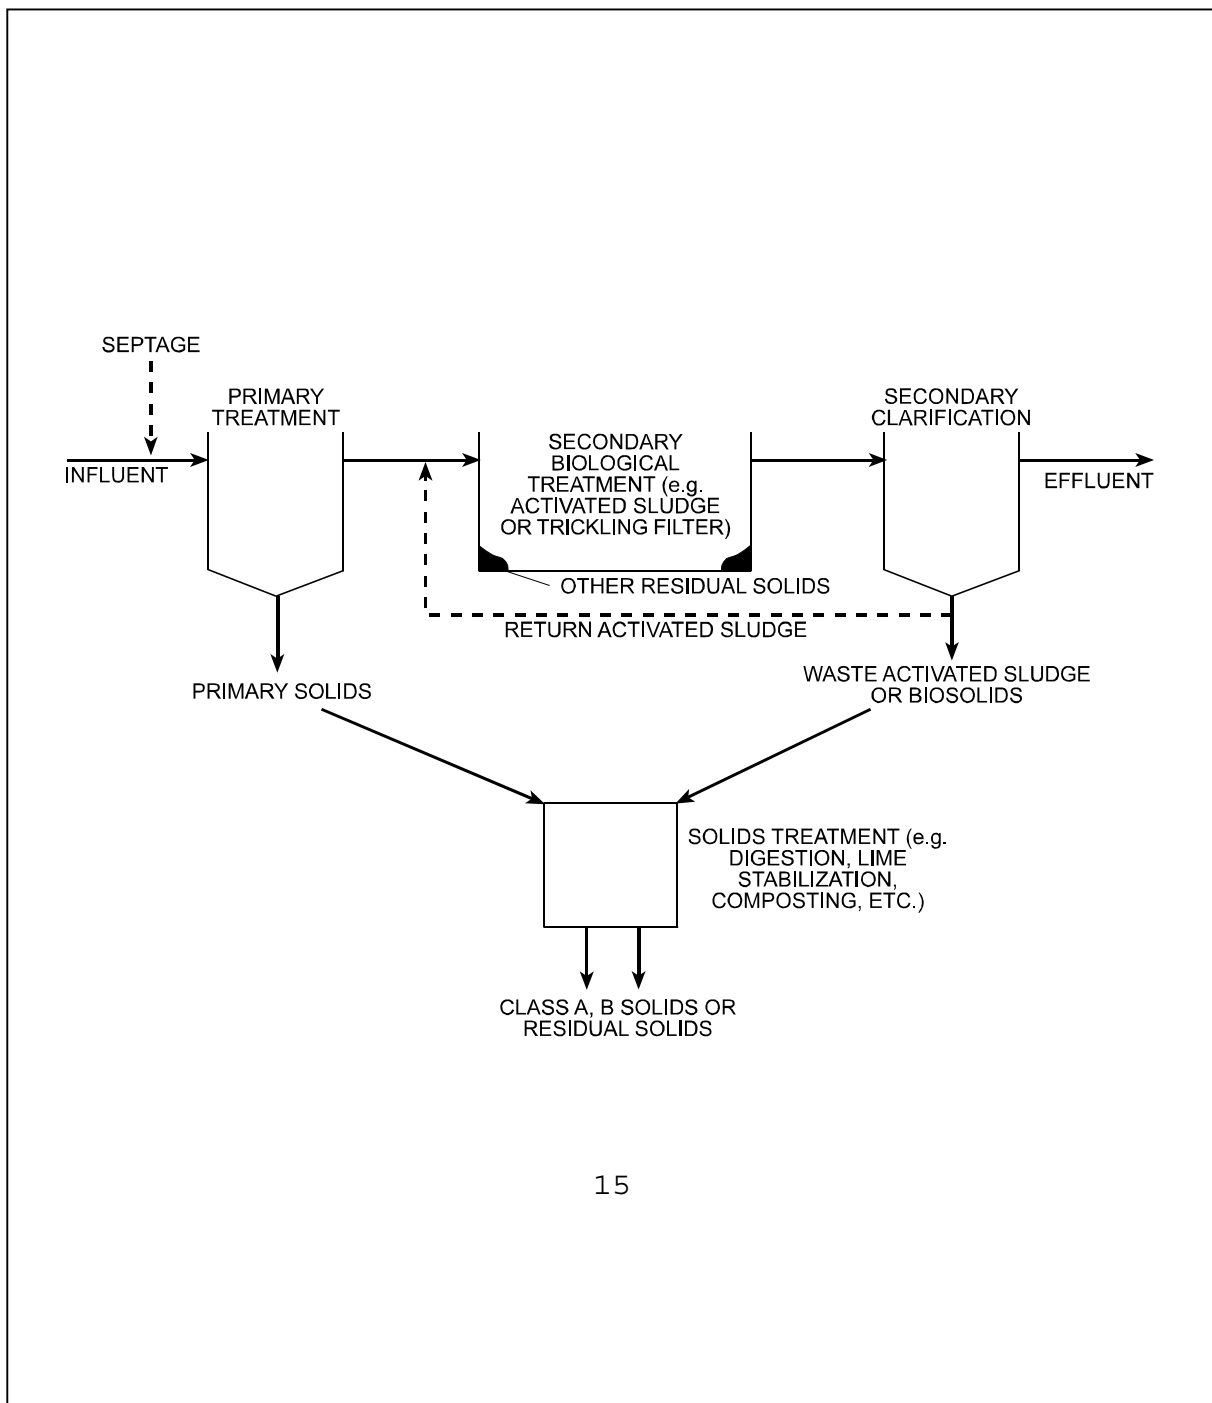 SEPTAGE
PRIMARY
TREATMENT
INFLUENT
SECONDARY
BIOLOGICAL
TREATMENT (e.g.
ACTIVATED SLUDGE
OR TRICKLING FILTER)
SECONDARY
CLARIFICATION
EFFLUENT
OTHER RESIDUAL SOLIDS
RETURN ACTIVATED SLUDGE
PRIMARY SOLIDS
WASTE ACTIVATED SLUDGE
OR BIOSOLIDS
SOLIDS TREATMENT (e.g.
DIGESTION, LIME
STABILIZATION,
COMPOSTING, ETC.)
CLASS A, B SOLIDS OR
RESIDUAL SOLIDS
15